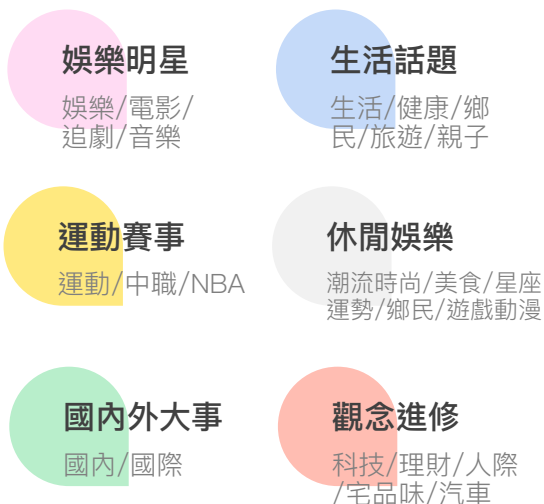 娛樂明星
娛樂/電影/
追劇/音樂
生活話題
生活/健康/鄉
民/旅遊/親子
運動賽事
運動/中職/NBA
休閒娛樂
潮流時尚/美食/星座
運勢/鄉民/遊戲動漫
國內外大事
國內/國際
觀念進修
科技/理財/人際
/宅品味/汽車